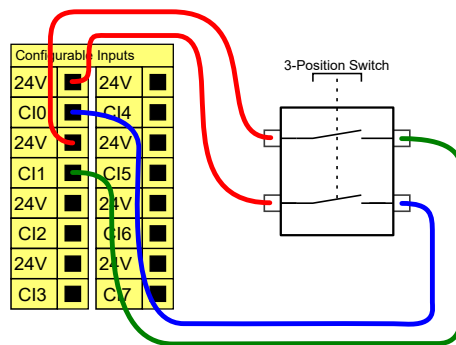 Configurable Inputs
3-Position Switch
24V 24V
CI0 CI4
24V 24V
CI1 CI5
24V 24V
CI2 CI6
24V 24V
CI3 CI7